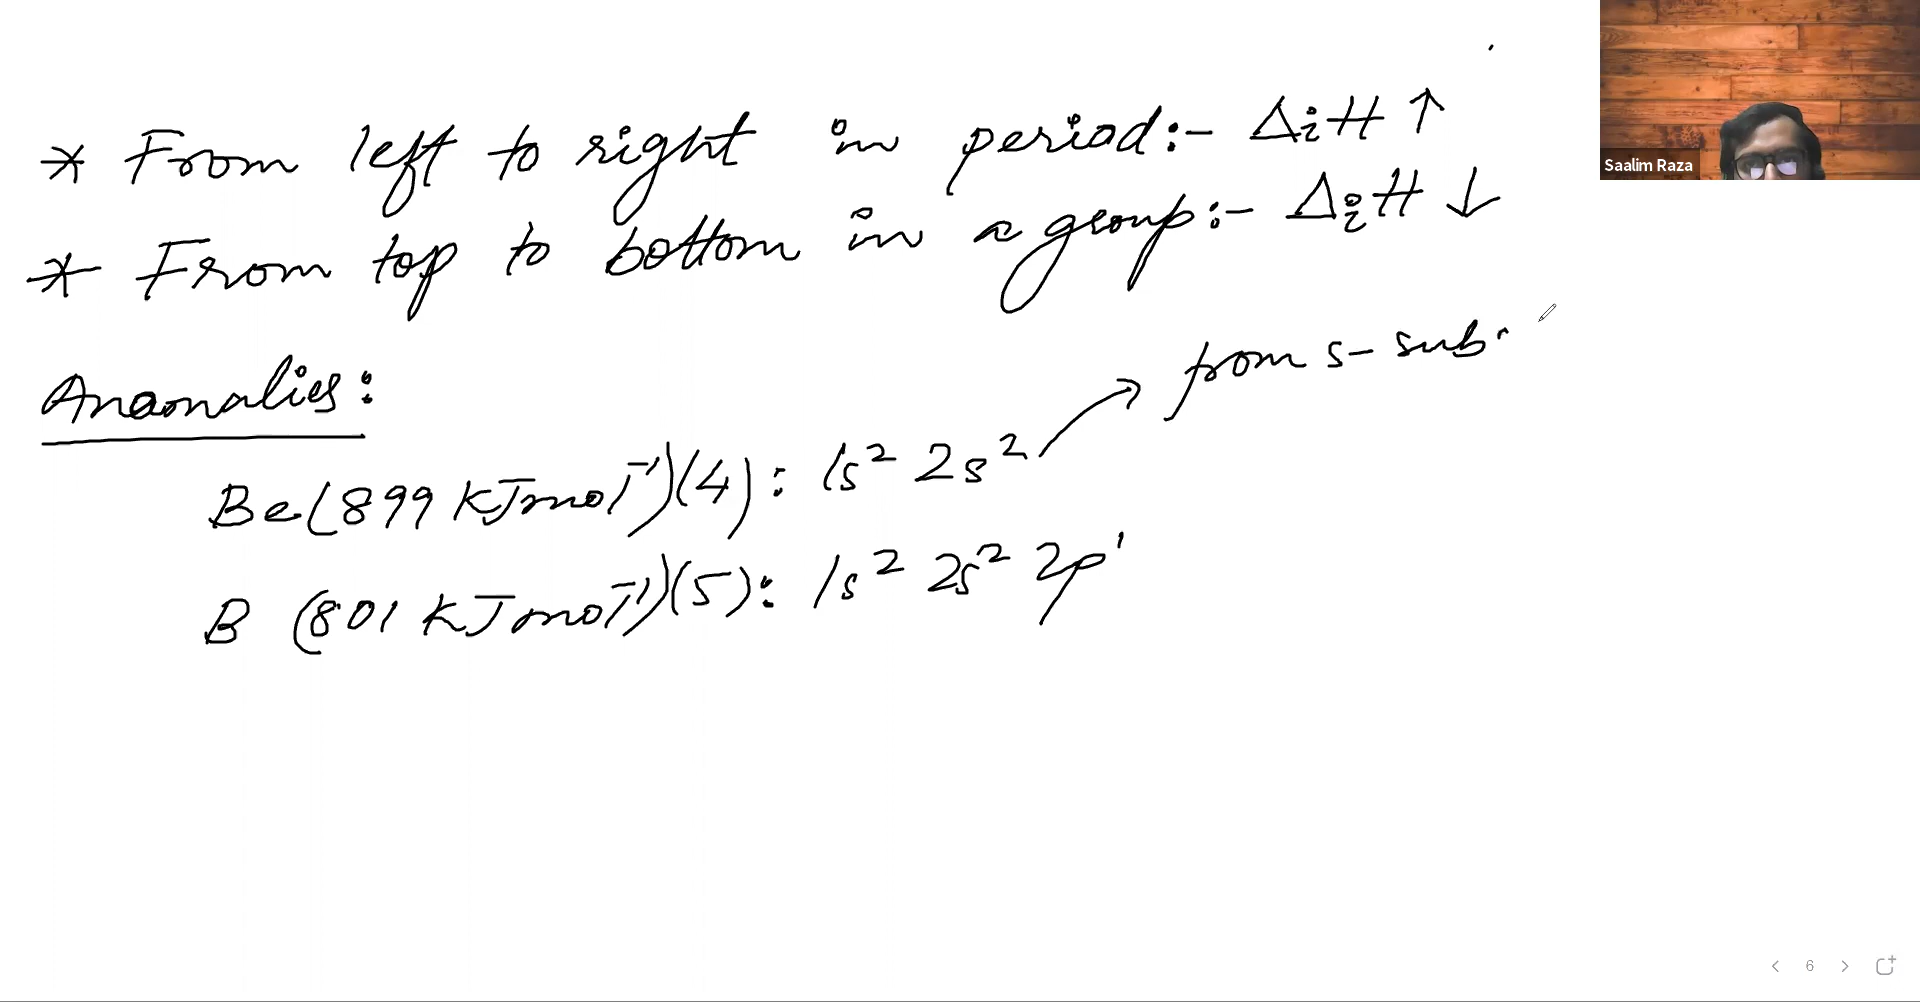 * From left to right in period:- ΔiH ↑
* From top to bottom in a group:- ΔiH ↓
Anomalies:
from s-sub
Be (899 KJmol⁻¹)(4): 1s² 2s²
B (801 KJmol⁻¹)(5): 1s² 2s² 2p¹
Saalim Raza
6